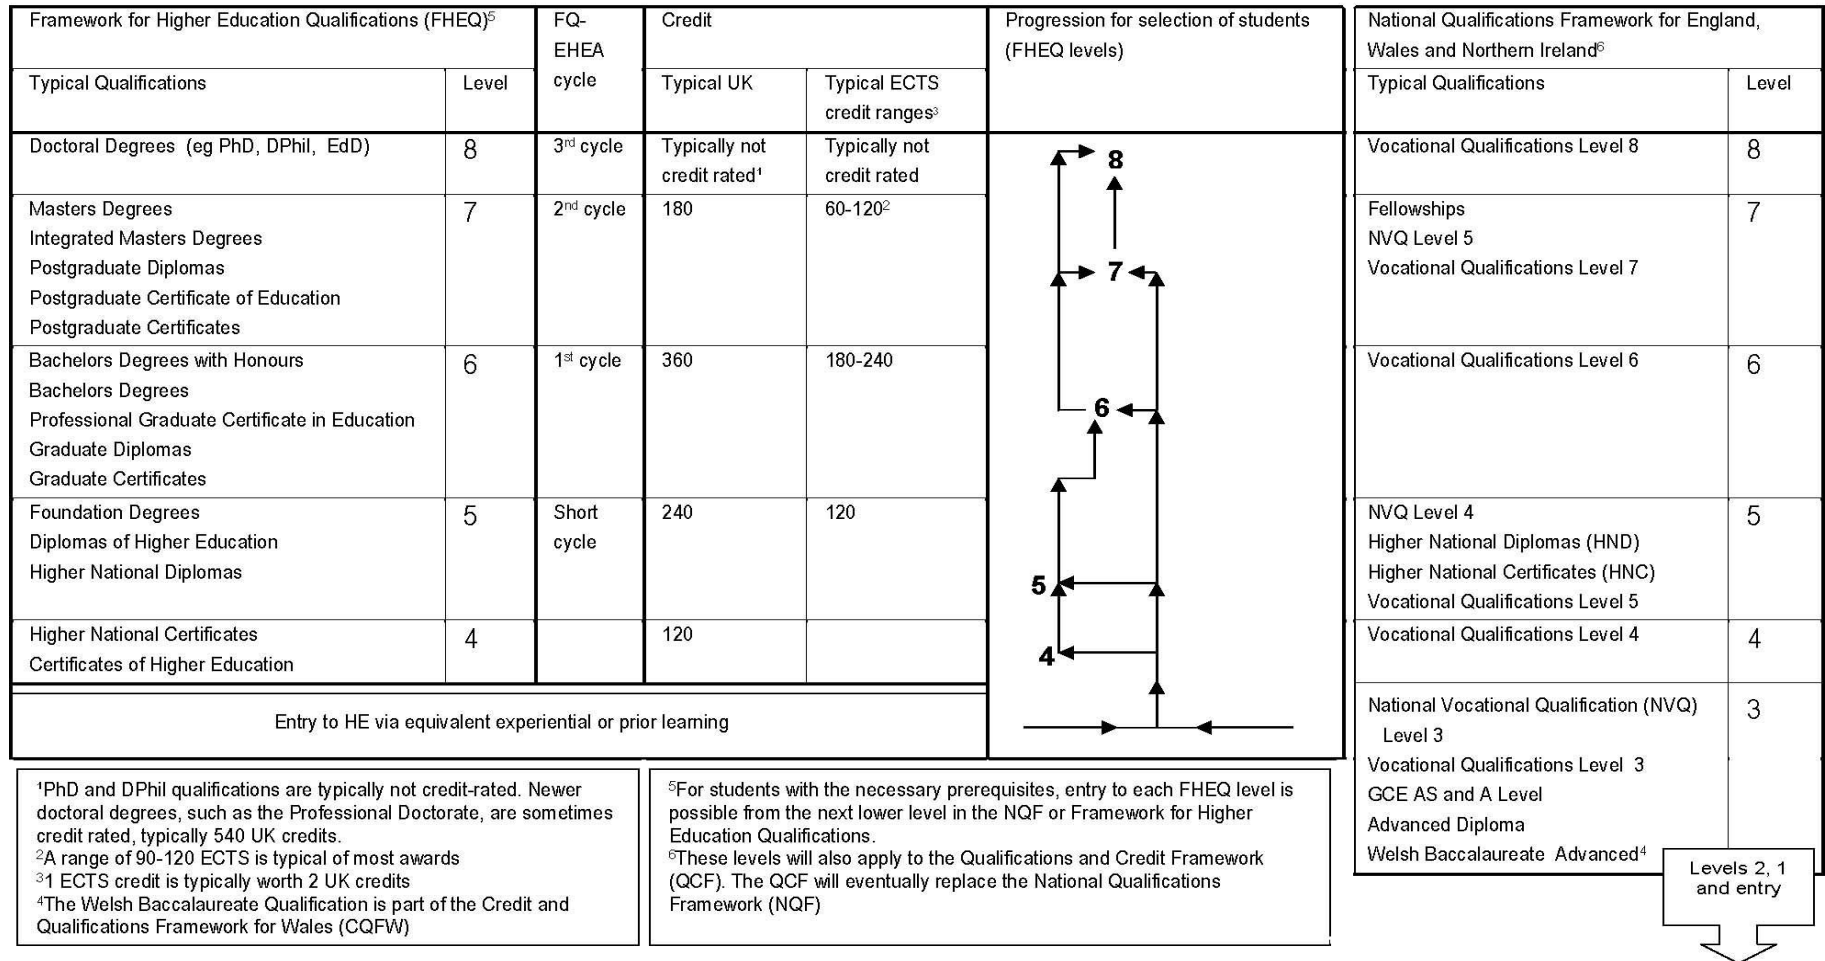 Framework for Higher Education Qualifications (FHEQ)⁵
FQ-
EHEA
cycle
Credit
Progression for selection of students
(FHEQ levels)
National Qualifications Framework for England,
Wales and Northern Ireland⁶
Typical Qualifications
Level
Typical UK
Typical ECTS
credit ranges³
Typical Qualifications
Level
Doctoral Degrees (eg PhD, DPhil, EdD)
8
3rd cycle
Typically not
credit rated¹
Typically not
credit rated
8
Vocational Qualifications Level 8
8
Masters Degrees
Integrated Masters Degrees
Postgraduate Diplomas
Postgraduate Certificate of Education
Postgraduate Certificates
7
2nd cycle
180
60-120²
7
Fellowships
NVQ Level 5
Vocational Qualifications Level 7
7
Bachelors Degrees with Honours
Bachelors Degrees
Professional Graduate Certificate in Education
Graduate Diplomas
Graduate Certificates
6
1st cycle
360
180-240
6
Vocational Qualifications Level 6
6
Foundation Degrees
Diplomas of Higher Education
Higher National Diplomas
5
Short
cycle
240
120
5
NVQ Level 4
Higher National Diplomas (HND)
Higher National Certificates (HNC)
Vocational Qualifications Level 5
5
Higher National Certificates
Certificates of Higher Education
4
120
4
Vocational Qualifications Level 4
4
Entry to HE via equivalent experiential or prior learning
National Vocational Qualification (NVQ)
Level 3
Vocational Qualifications Level 3
GCE AS and A Level
Advanced Diploma
Welsh Baccalaureate Advanced⁴
3
¹PhD and DPhil qualifications are typically not credit-rated. Newer
doctoral degrees, such as the Professional Doctorate, are sometimes
credit rated, typically 540 UK credits.
²A range of 90-120 ECTS is typical of most awards
³1 ECTS credit is typically worth 2 UK credits
⁴The Welsh Baccalaureate Qualification is part of the Credit and
Qualifications Framework for Wales (CQFW)
⁵For students with the necessary prerequisites, entry to each FHEQ level is
possible from the next lower level in the NQF or Framework for Higher
Education Qualifications.
⁶These levels will also apply to the Qualifications and Credit Framework
(QCF). The QCF will eventually replace the National Qualifications
Framework (NQF)
Levels 2, 1
and entry